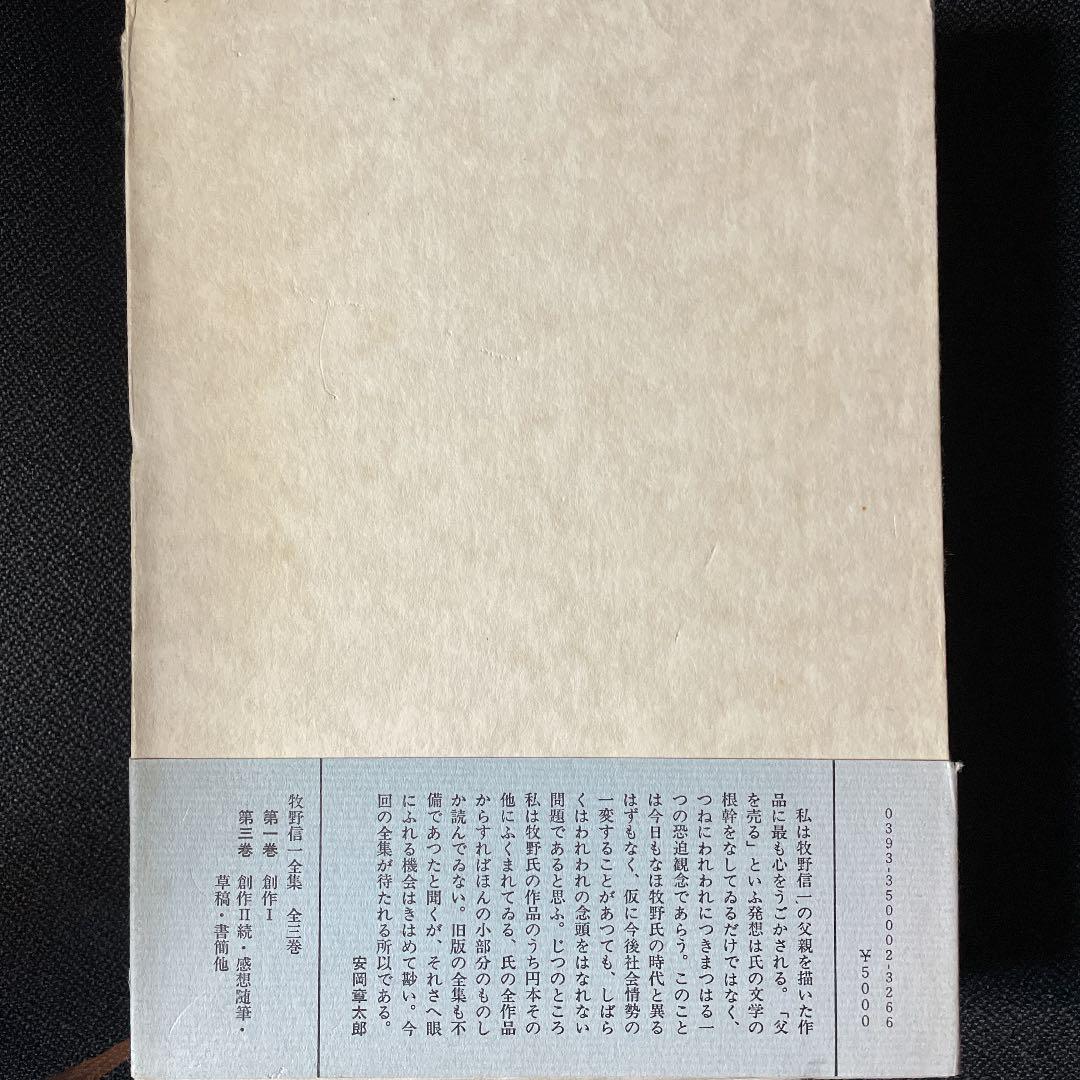 0393-35002-3266
¥5000
私は牧野信一の父親を描いた作
品に最も心をうごかされる。「父
を売る」といふ発想は氏の文学の
根幹をなしてゐるだけではなく、
つねにわれわれにつきまつはる一
つの恐迫観念であらう。このこと
は今日もなほ牧野氏の時代と異る
はずもなく、仮に今後社会情勢の
一変することがあつても、しばら
くはわれわれの念頭をはなれない
問題であると思ふ。じつのところ
私は牧野氏の作品のうち円本その
他にふくまれてゐる、氏の全作品
からすればほんの小部分のものし
か読んでゐない。旧版の全集も不
備であつたと聞くが、それさへ眼
にふれる機会はきはめて尠い。今
回の全集が待たれる所以である。
安岡章太郎
牧野信一全集 全三巻
第一巻 創作I
第三巻 創作II続・感想随筆・
草稿・書簡他